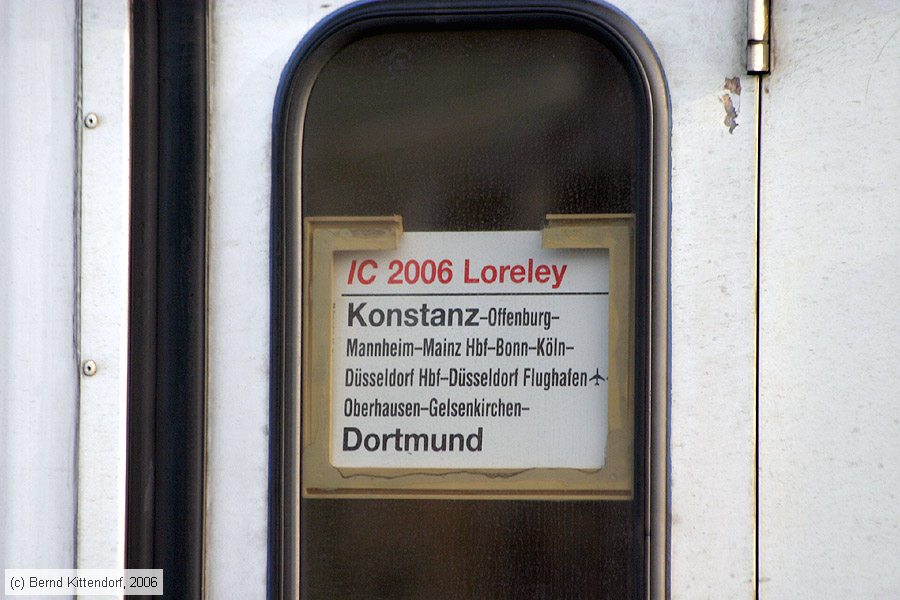 IC 2006 Loreley
Konstanz–Offenburg–
Mannheim–Mainz Hbf–Bonn–Köln–
Düsseldorf Hbf–Düsseldorf Flughafen✈–
Oberhausen–Gelsenkirchen–
Dortmund
(c) Bernd Kittendorf, 2006